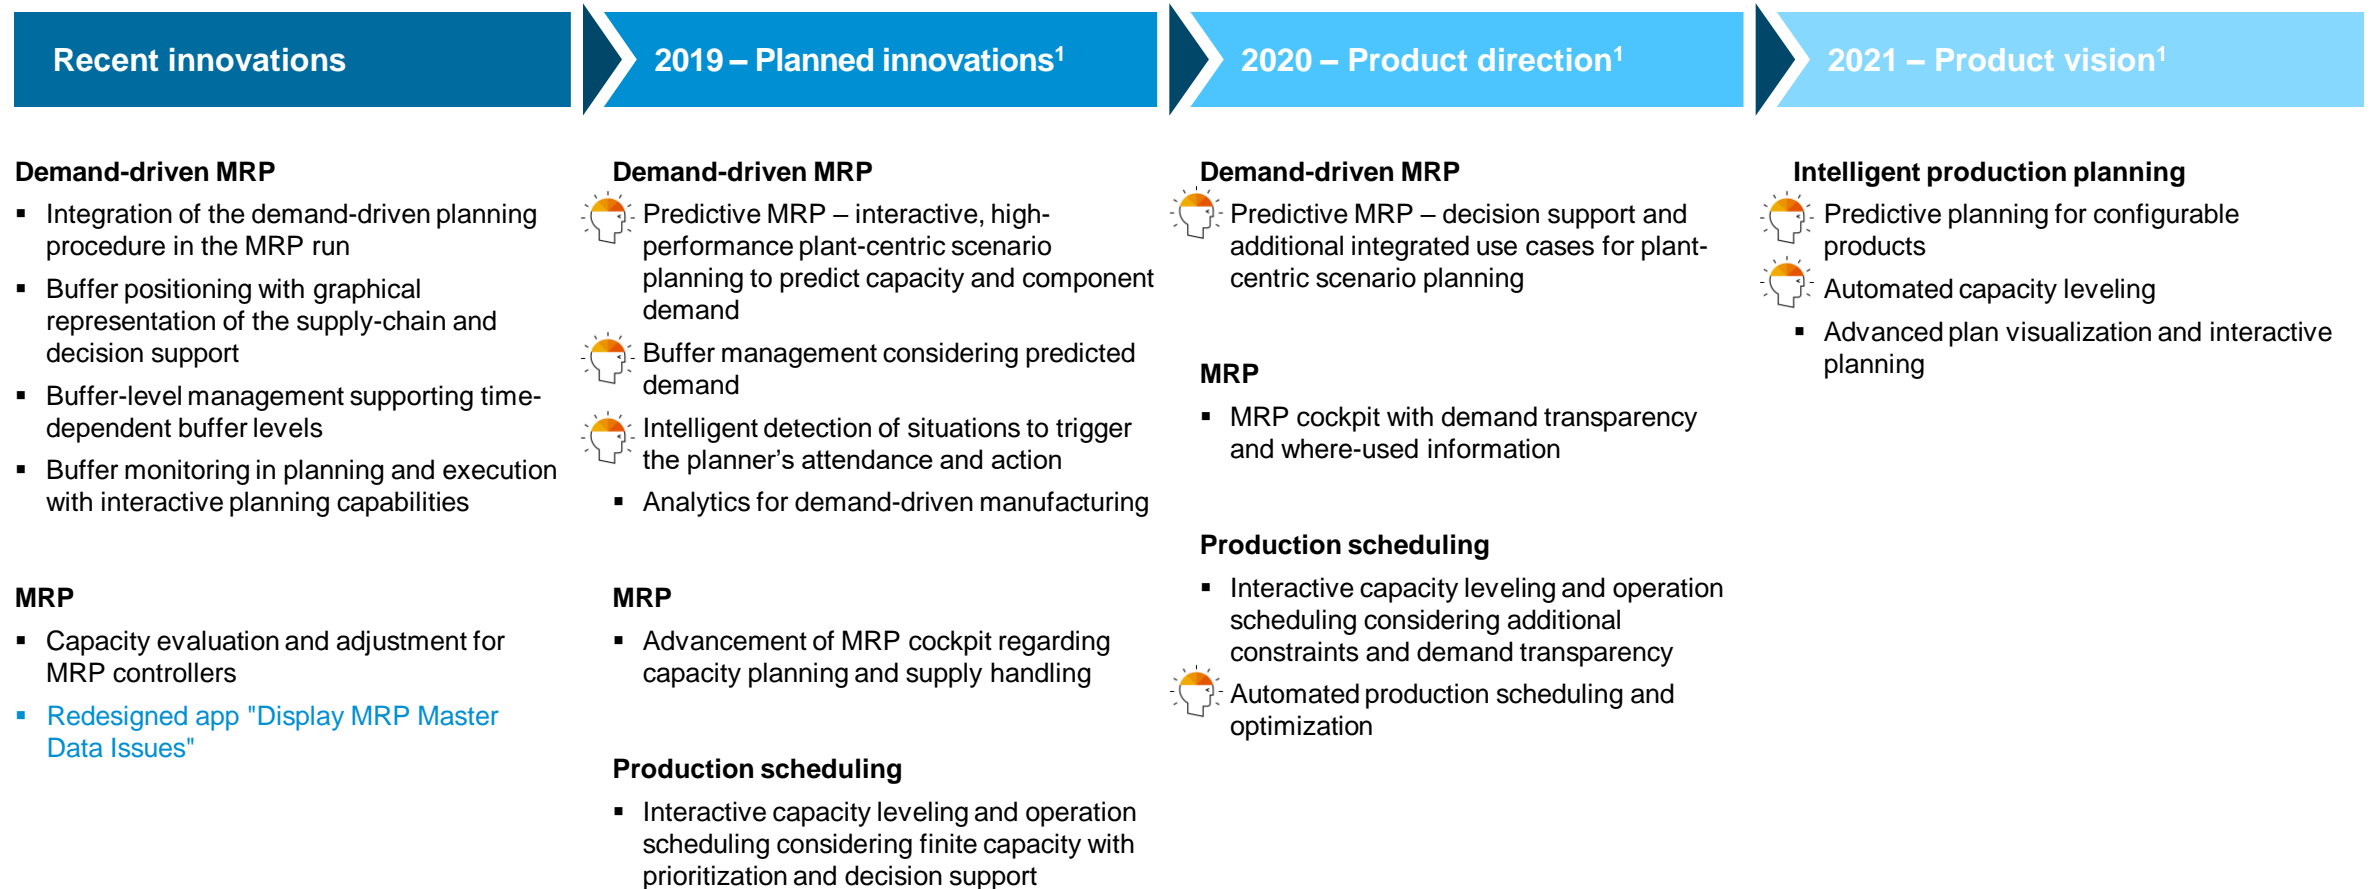 Recent innovations
2019 – Planned innovations¹
2020 – Product direction¹
2021 – Product vision¹
Demand-driven MRP
▪ Integration of the demand-driven planning
procedure in the MRP run
▪ Buffer positioning with graphical
representation of the supply-chain and
decision support
▪ Buffer-level management supporting time-
dependent buffer levels
▪ Buffer monitoring in planning and execution
with interactive planning capabilities
MRP
▪ Capacity evaluation and adjustment for
MRP controllers
▪ Redesigned app "Display MRP Master
Data Issues"
Demand-driven MRP
Predictive MRP – interactive, high-
performance plant-centric scenario
planning to predict capacity and component
demand
Buffer management considering predicted
demand
Intelligent detection of situations to trigger
the planner’s attendance and action
▪ Analytics for demand-driven manufacturing
MRP
▪ Advancement of MRP cockpit regarding
capacity planning and supply handling
Production scheduling
▪ Interactive capacity leveling and operation
scheduling considering finite capacity with
prioritization and decision support
Demand-driven MRP
Predictive MRP – decision support and
additional integrated use cases for plant-
centric scenario planning
MRP
▪ MRP cockpit with demand transparency
and where-used information
Production scheduling
▪ Interactive capacity leveling and operation
scheduling considering additional
constraints and demand transparency
Automated production scheduling and
optimization
Intelligent production planning
Predictive planning for configurable
products
Automated capacity leveling
▪ Advanced plan visualization and interactive
planning